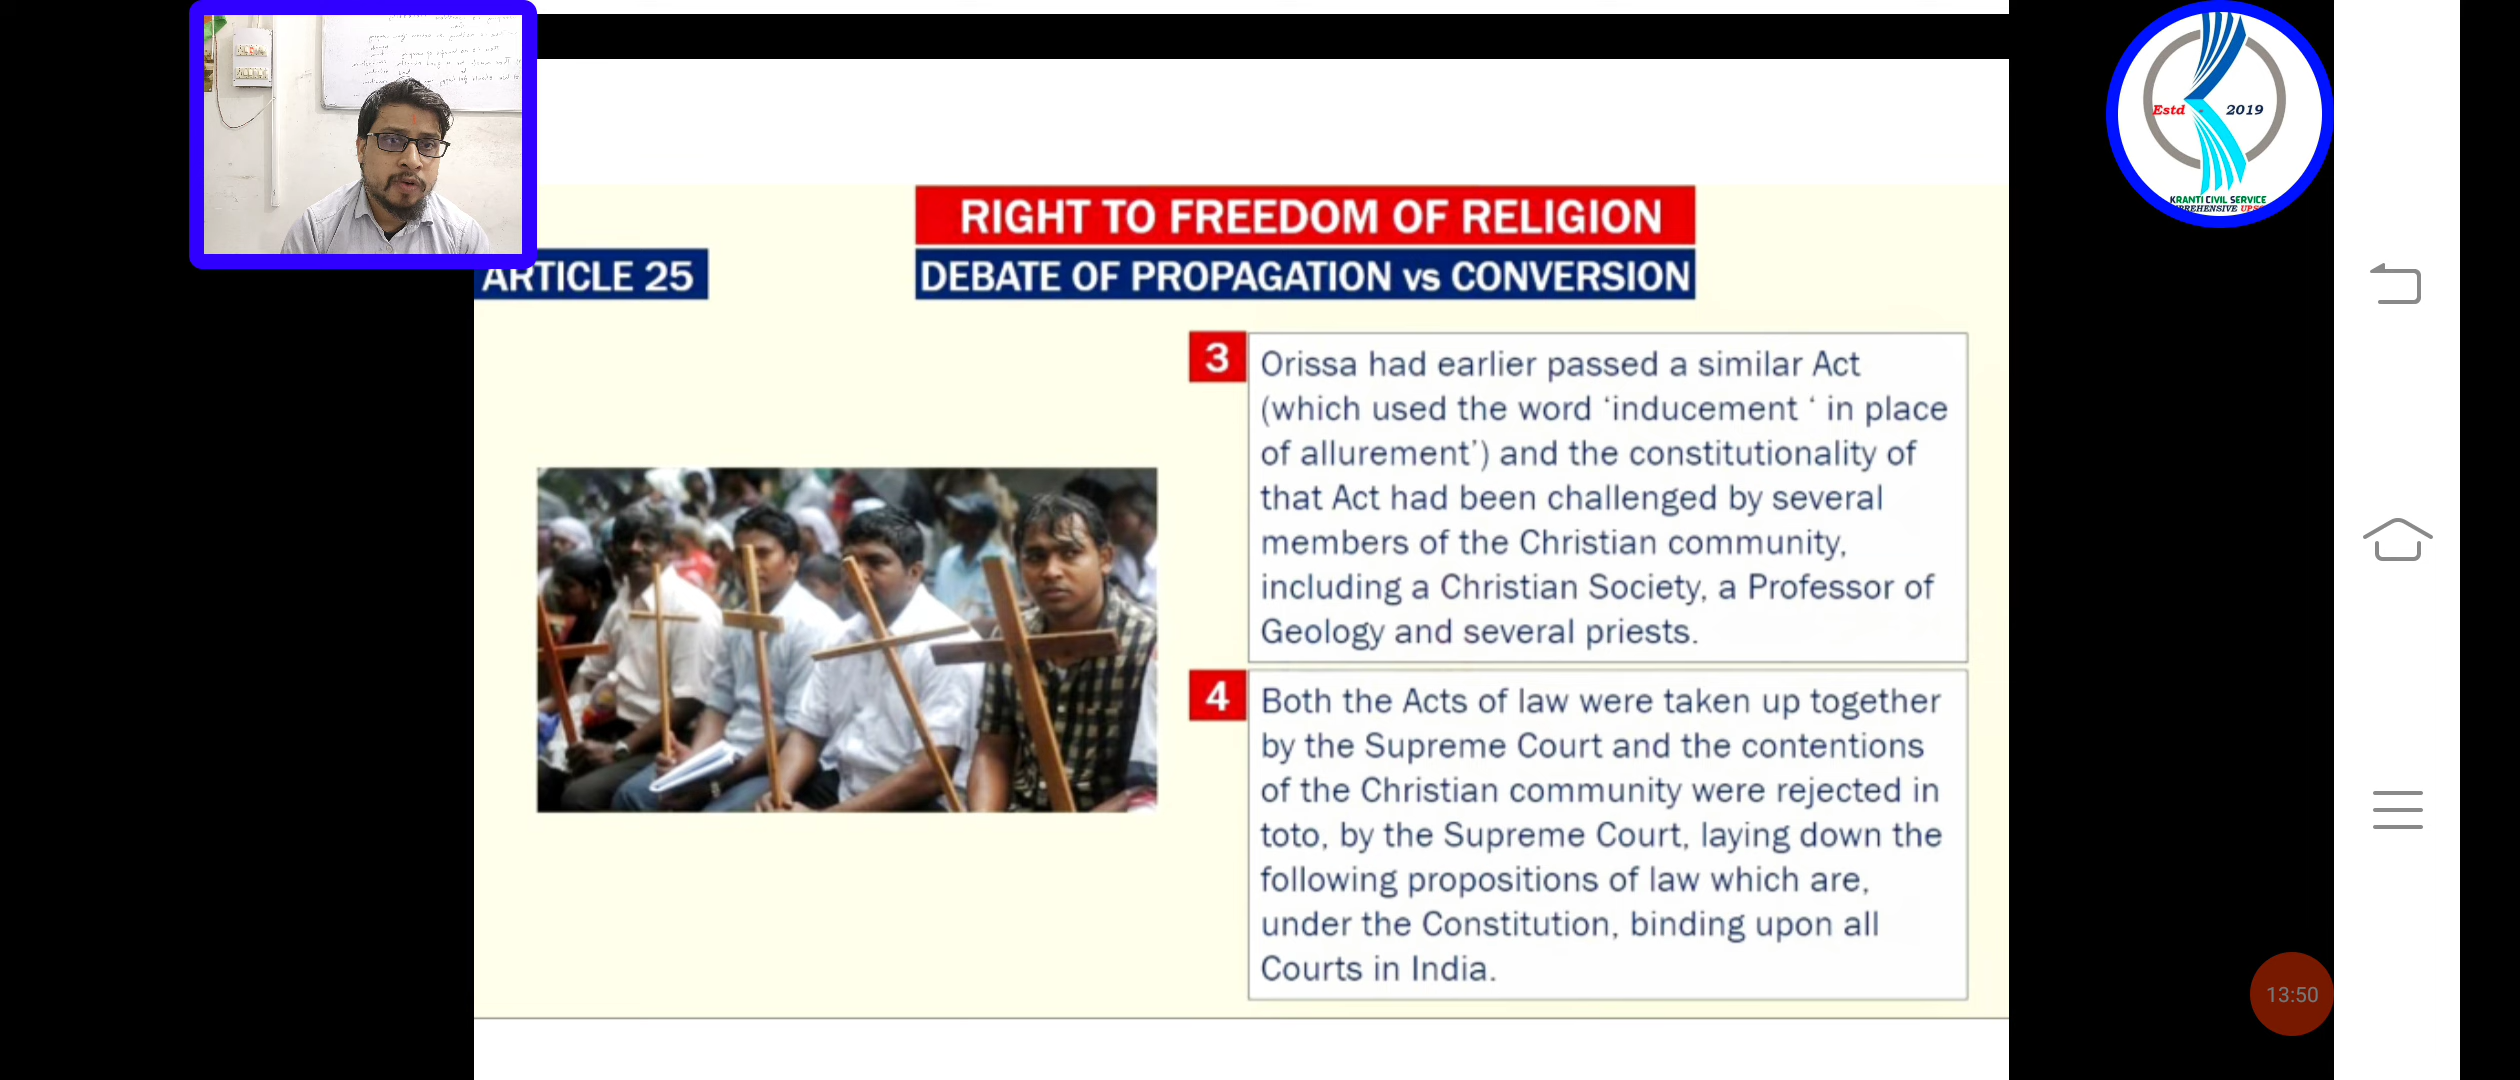 RIGHT TO FREEDOM OF RELIGION
ARTICLE 25
DEBATE OF PROPAGATION vs CONVERSION
3
Orissa had earlier passed a similar Act
(which used the word ‘inducement ‘ in place
of allurement’) and the constitutionality of
that Act had been challenged by several
members of the Christian community,
including a Christian Society, a Professor of
Geology and several priests.
4
Both the Acts of law were taken up together
by the Supreme Court and the contentions
of the Christian community were rejected in
toto, by the Supreme Court, laying down the
following propositions of law which are,
under the Constitution, binding upon all
Courts in India.
Estd 2019
KRANTI CIVIL SERVICE
13:50